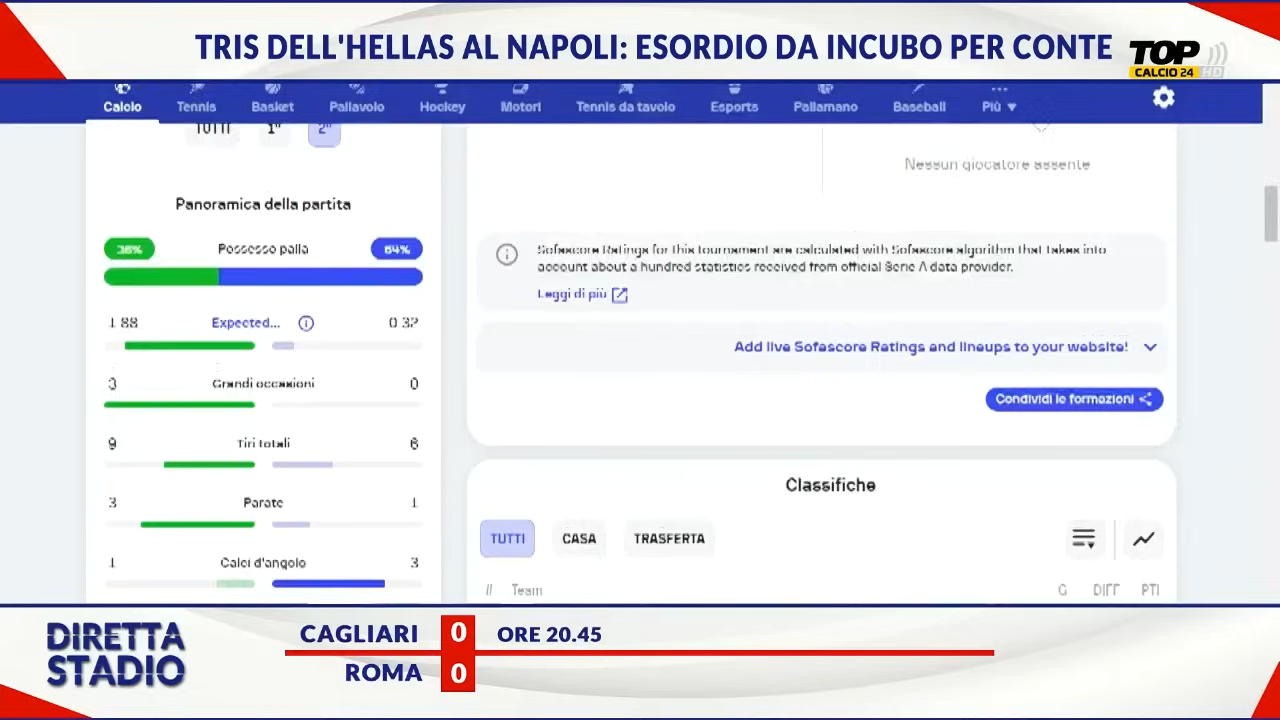 TRIS DELL'HELLAS AL NAPOLI: ESORDIO DA INCUBO PER CONTE
TOP
CALCIO 24 HD
Calcio Tennis Basket Pallavolo Hockey Motori Tennis da tavolo Esports Pallamano Baseball Più
TUTTI 1° 2°
Nessun giocatore assente
Panoramica della partita
36% Possesso palla 64%
Sofascore Ratings for this tournament are calculated with Sofascore algorithm that takes into
account about a hundred statistics received from official Serie A data provider.
Leggi di più
1.88 Expected... 0.32
Add live Sofascore Ratings and lineups to your website!
3 Grandi occasioni 0
Condividi le formazioni
9 Tiri totali 6
Classifiche
3 Parate 1
TUTTI CASA TRASFERTA
1 Calci d'angolo 3
# Team G DIFF PTI
DIRETTA
STADIO
CAGLIARI 0 ORE 20.45
ROMA 0